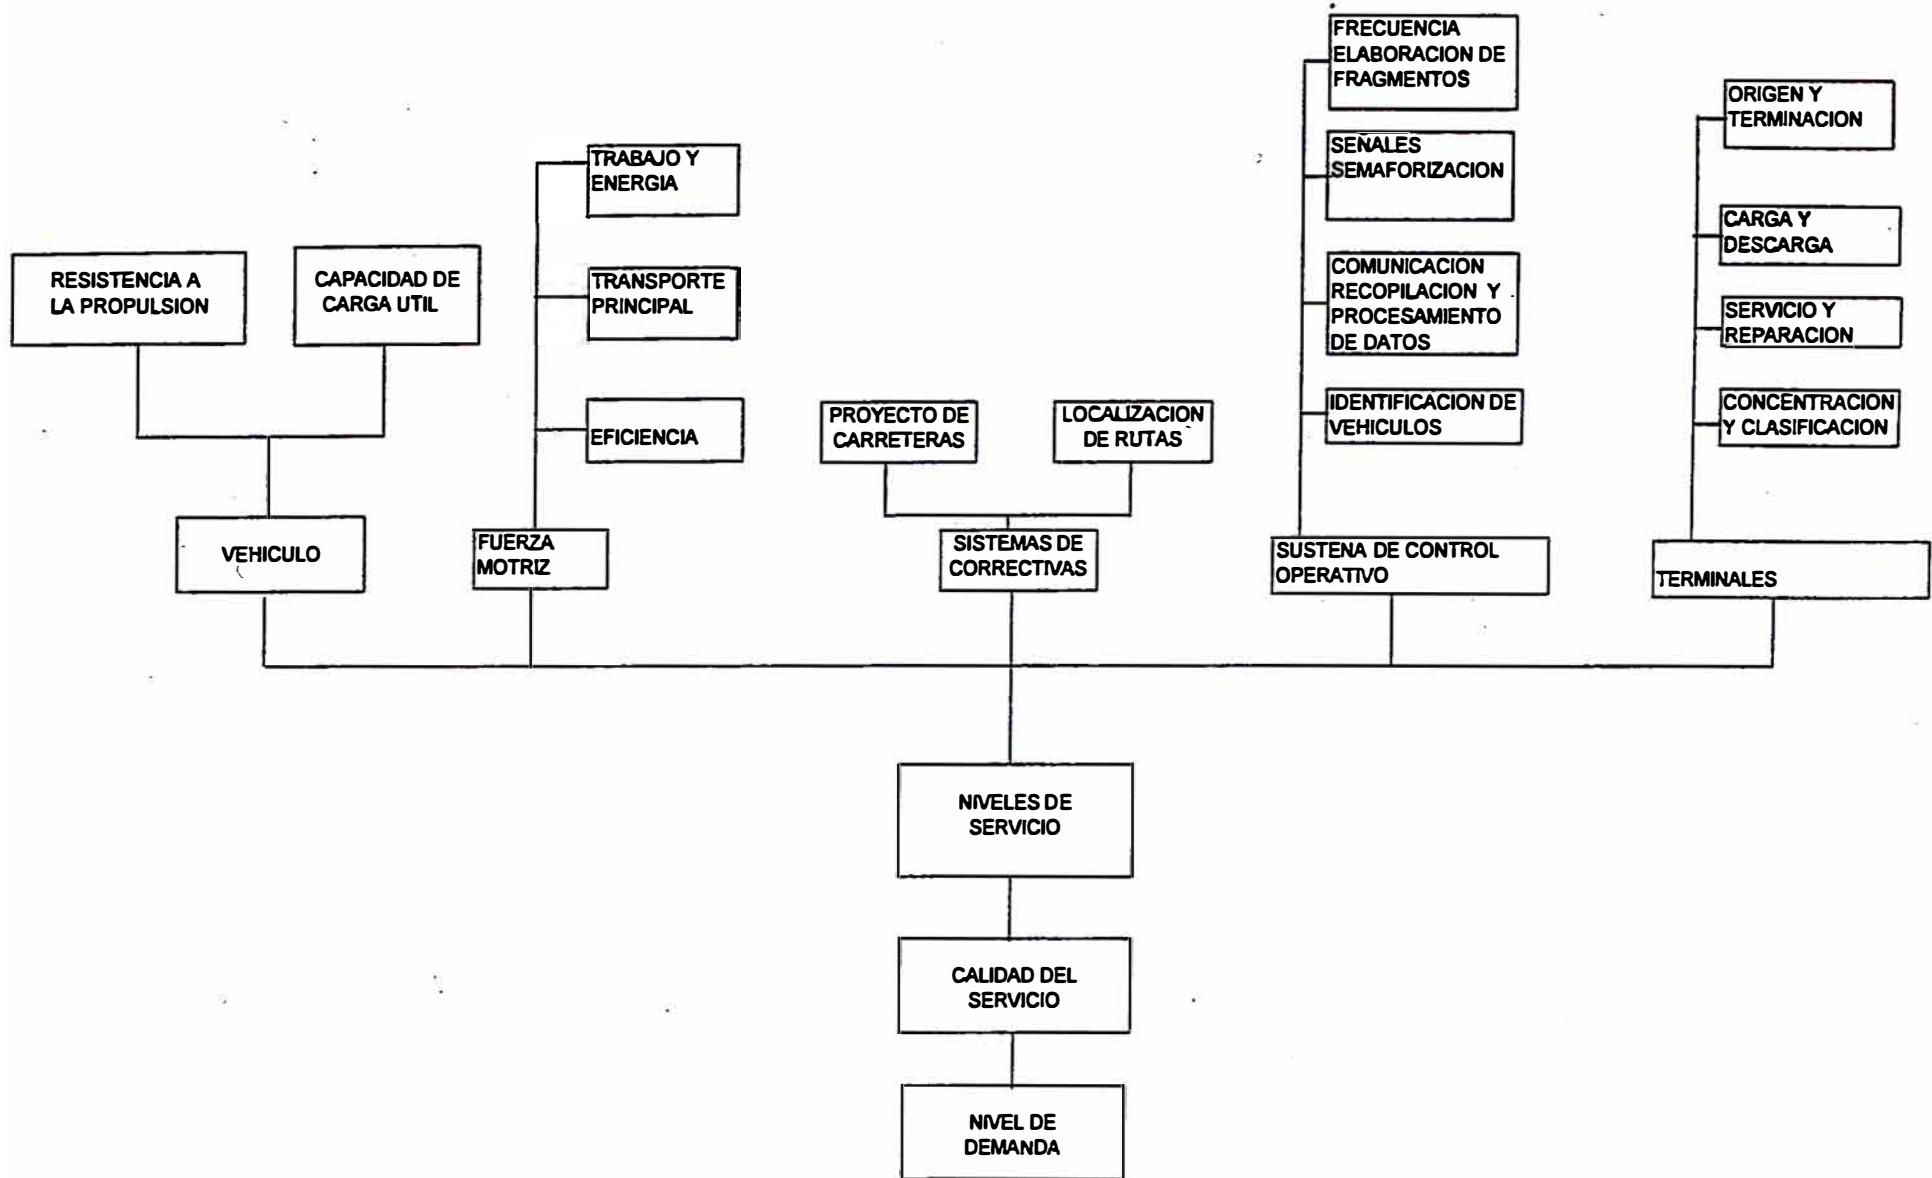 FRECUENCIA
ELABORACION DE
FRAGMENTOS
ORIGEN Y
TERMINACION
TRABAJO Y
ENERGIA
SEÑALES
SEMAFORIZACION
CARGA Y
DESCARGA
RESISTENCIA A
LA PROPULSION
CAPACIDAD DE
CARGA UTIL
TRANSPORTE
PRINCIPAL
COMUNICACION
RECOPILACION Y
PROCESAMIENTO
DE DATOS
SERVICIO Y
REPARACION
EFICIENCIA
PROYECTO DE
CARRETERAS
LOCALIZACION
DE RUTAS
IDENTIFICACION DE
VEHICULOS
CONCENTRACION
Y CLASIFICACION
VEHICULO
FUERZA
MOTRIZ
SISTEMAS DE
CORRECTIVAS
SUSTENA DE CONTROL
OPERATIVO
TERMINALES
NIVELES DE
SERVICIO
CALIDAD DEL
SERVICIO
NIVEL DE
DEMANDA